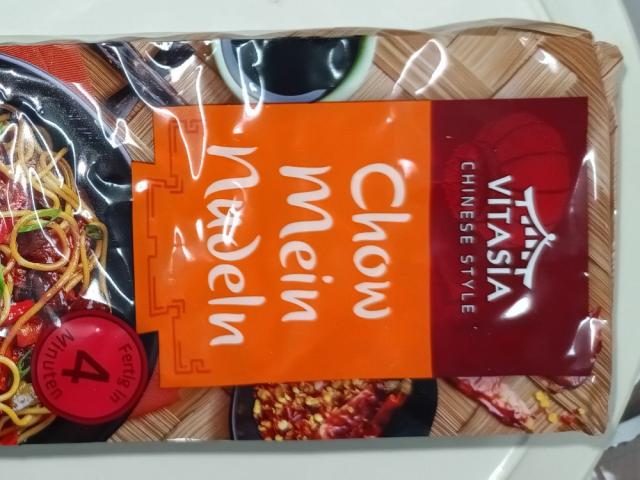 VITASIA
CHINESE STYLE
Chow
Mein
Nudeln
Fertig in
4
Minuten